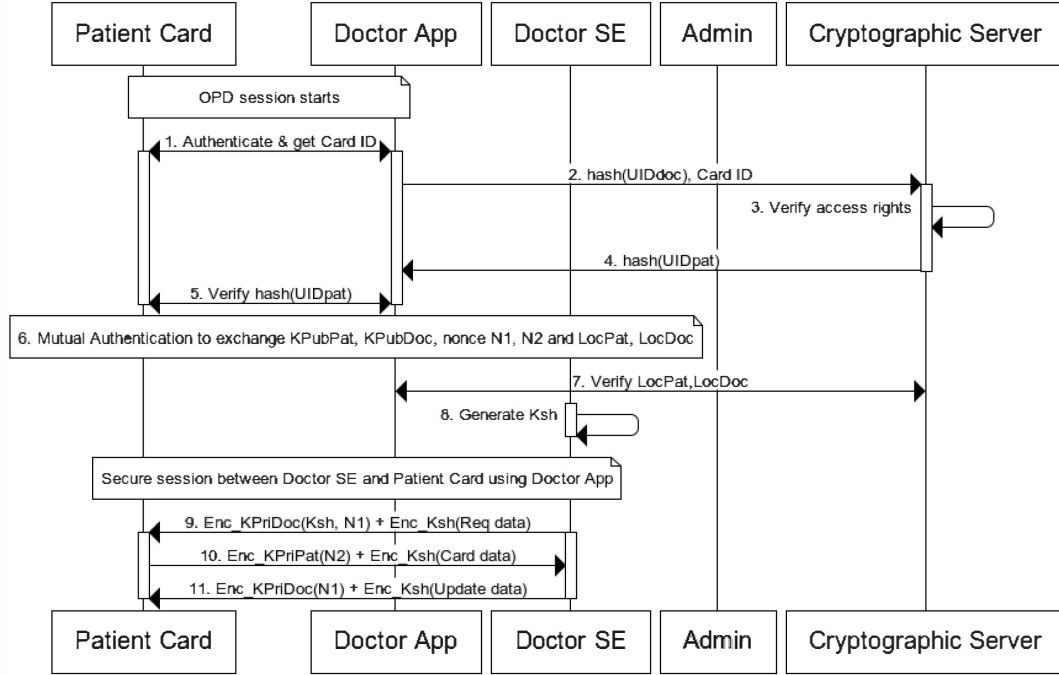 Patient Card
Doctor App
Doctor SE
Admin
Cryptographic Server
OPD session starts
1. Authenticate & get Card ID
2. hash(UIDdoc), Card ID
3. Verify access rights
4. hash(UIDpat)
5. Verify hash(UIDpat)
6. Mutual Authentication to exchange KPubPat, KPubDoc, nonce N1, N2 and LocPat, LocDoc
7. Verify LocPat,LocDoc
8. Generate Ksh
Secure session between Doctor SE and Patient Card using Doctor App
9. Enc_KPriDoc(Ksh, N1) + Enc_Ksh(Req data)
10. Enc_KPriPat(N2) + Enc_Ksh(Card data)
11. Enc_KPriDoc(N1) + Enc_Ksh(Update data)
Patient Card
Doctor App
Doctor SE
Admin
Cryptographic Server